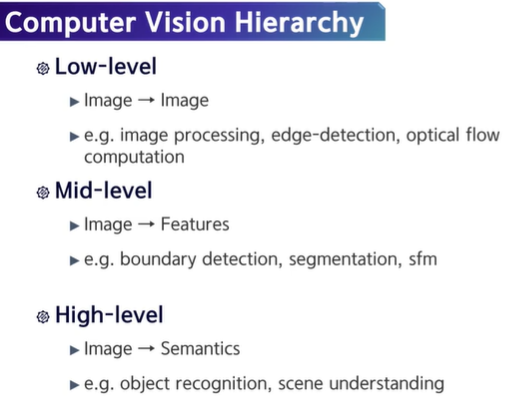 Computer Vision Hierarchy
Low-level
Image → Image
e.g. image processing, edge-detection, optical flow
computation
Mid-level
Image → Features
e.g. boundary detection, segmentation, sfm
High-level
Image → Semantics
e.g. object recognition, scene understanding